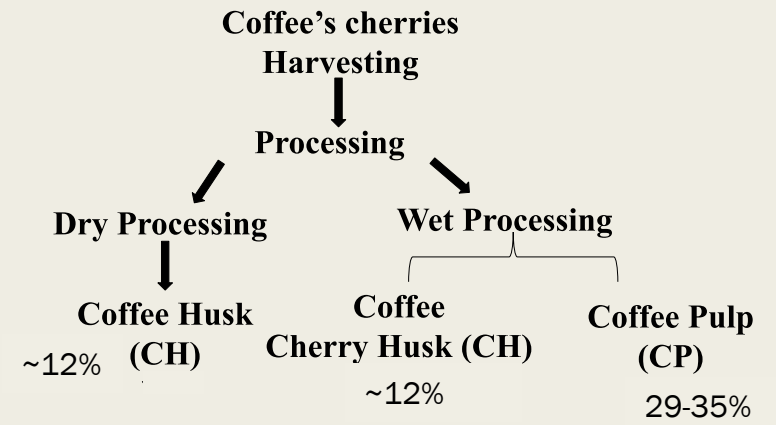 Coffee’s cherries
Harvesting
Processing
Dry Processing
Wet Processing
Coffee Husk
(CH)
~12%
Coffee
Cherry Husk (CH)
~12%
Coffee Pulp
(CP)
29-35%